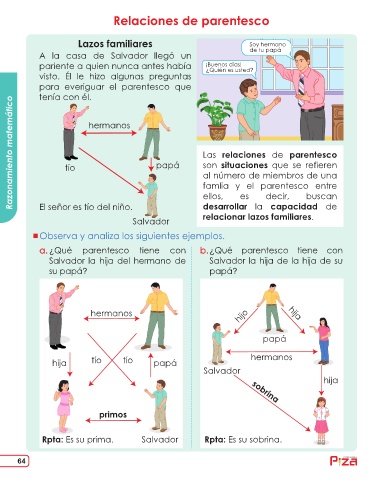 Relaciones de parentesco
Lazos familiares
A la casa de Salvador llegó un
pariente a quien nunca antes había
visto. Él le hizo algunas preguntas
para everiguar el parentesco que
tenía con él.
hermanos
tío
papá
El señor es tío del niño.
Salvador
Soy hermano
de tu papá
¡Buenos días!
¿Quién es usted?
Las relaciones de parentesco
son situaciones que se refieren
al número de miembros de una
familia y el parentesco entre
ellos, es decir, buscan
desarrollar la capacidad de
relacionar lazos familiares.
Razonamiento matemático
Observa y analiza los siguientes ejemplos.
a. ¿Qué parentesco tiene con
Salvador la hija del hermano de
su papá?
hermanos
hija
tío
tío
papá
primos
Rpta: Es su prima.
Salvador
b. ¿Qué parentesco tiene con
Salvador la hija de la hija de su
papá?
hijo
hija
papá
hermanos
Salvador
hija
sobrina
Rpta: Es su sobrina.
64
Piza